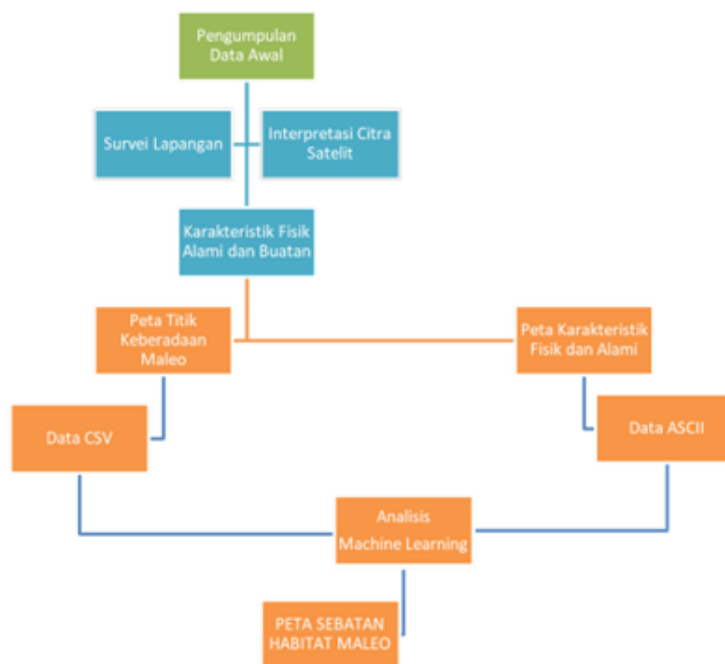 Pengumpulan
Data Awal
Survei Lapangan
Interpretasi Citra
Satelit
Karakteristik Fisik
Alami dan Buatan
Peta Titik
Keberadaan
Maleo
Peta Karakteristik
Fisik dan Alami
Data CSV
Data ASCII
Analisis
Machine Learning
PETA SEBATAN
HABITAT MALEO